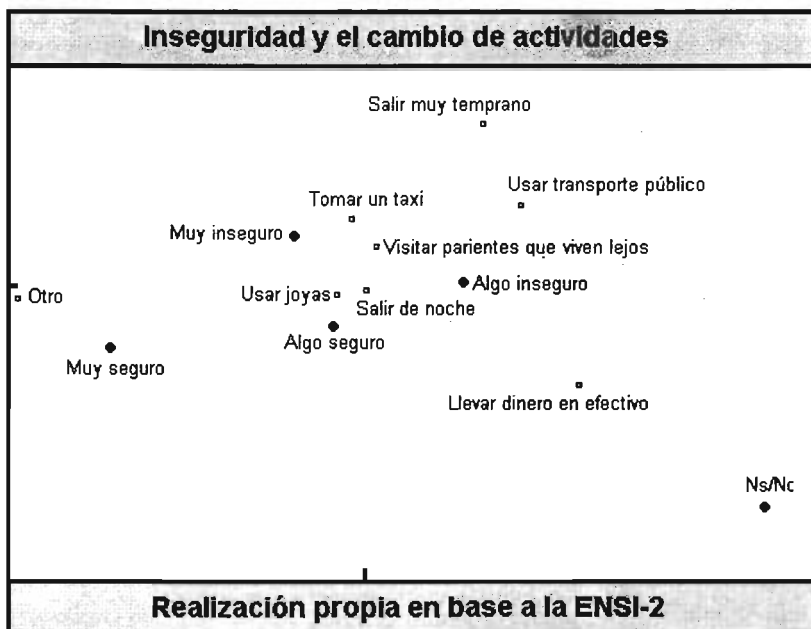 Inseguridad y el cambio de actividades
Salir muy temprano
Usar transporte público
Tomar un taxi
Muy inseguro
Visitar parientes que viven lejos
Algo inseguro
Otro
Usar joyas
Salir de noche
Algo seguro
Muy seguro
Llevar dinero en efectivo
Ns/Nc
Realización propia en base a la ENSI-2